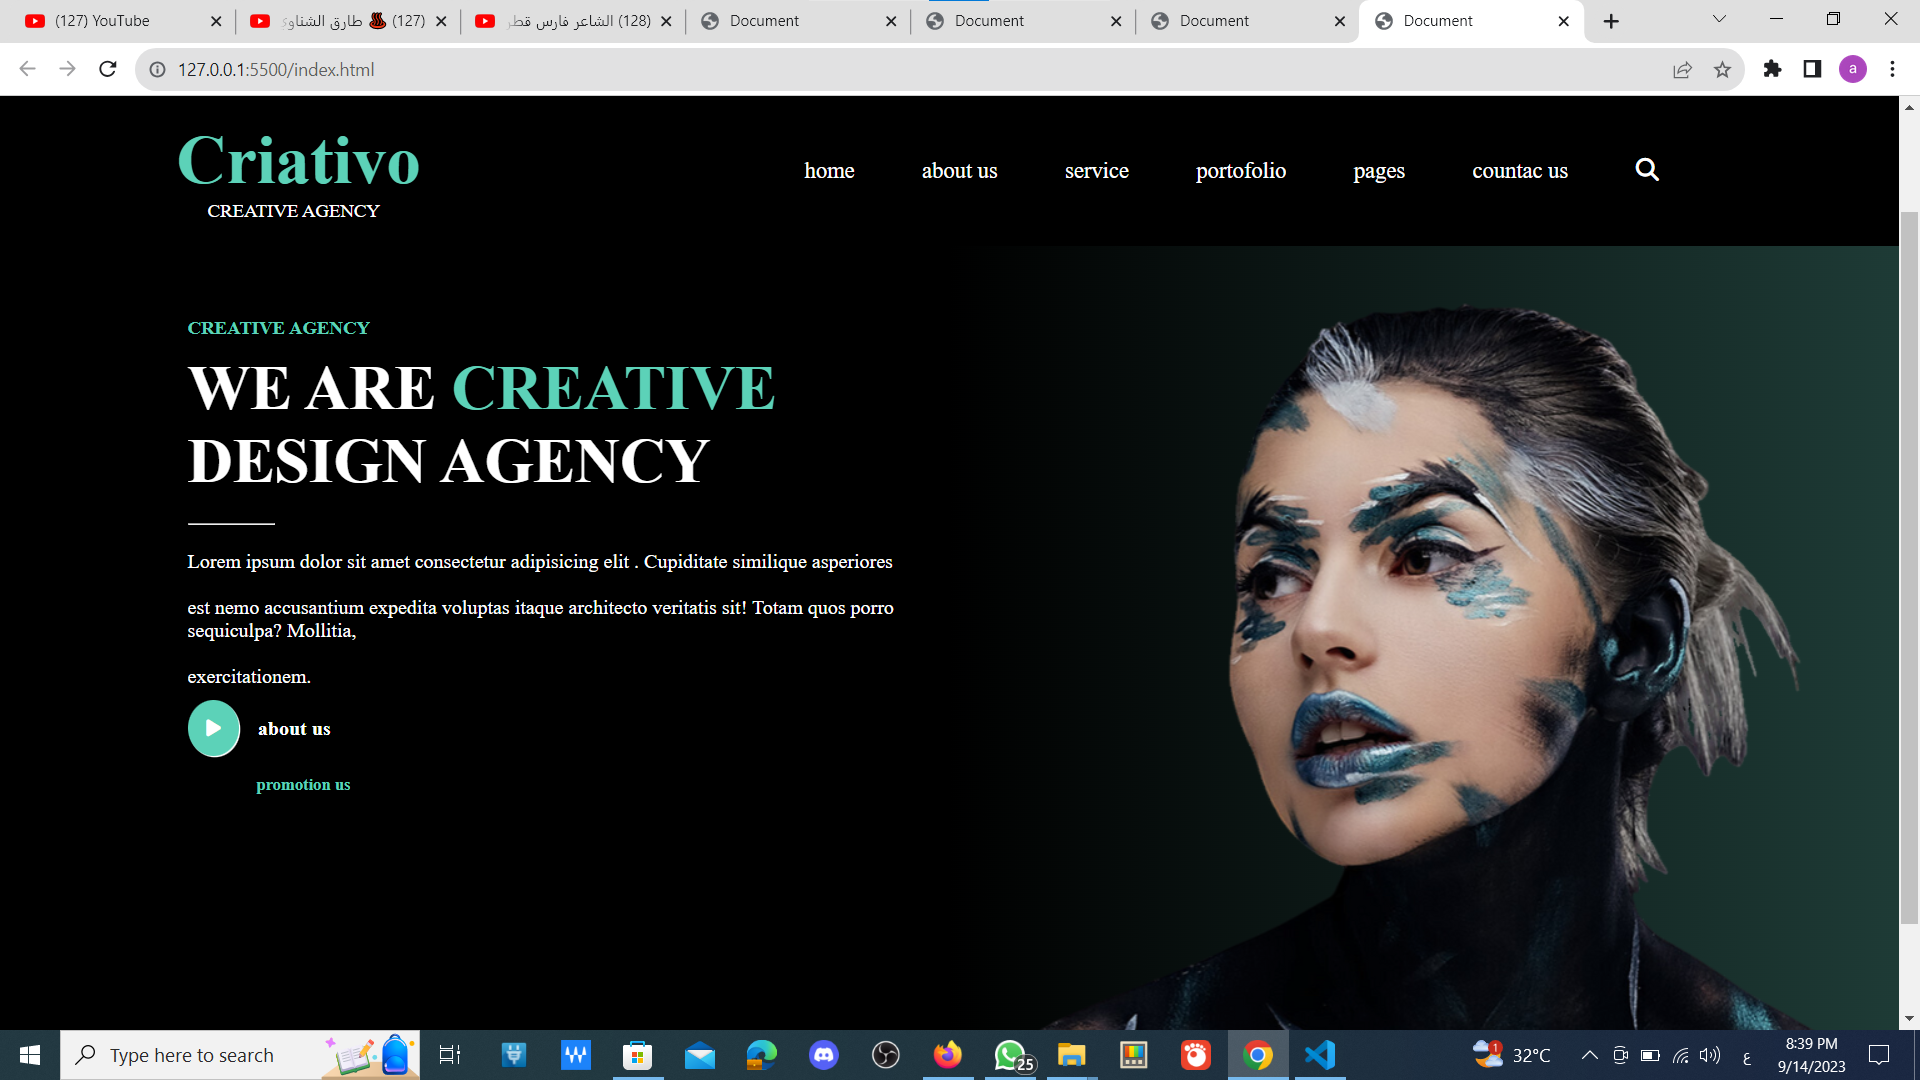 (127) YouTube
(127) ♨️ طارق الشناوي
(128) الشاعر فارس قطر
Document
Document
Document
Document
127.0.0.1:5500/index.html
a
Criativo
CREATIVE AGENCY
home
about us
service
portofolio
pages
countac us
CREATIVE AGENCY
WE ARE CREATIVE
DESIGN AGENCY
Lorem ipsum dolor sit amet consectetur adipisicing elit . Cupiditate similique asperiores
est nemo accusantium expedita voluptas itaque architecto veritatis sit! Totam quos porro
sequiculpa? Mollitia,
exercitationem.
about us
promotion us
Type here to search
W
25
1
32°C
ع
8:39 PM
9/14/2023